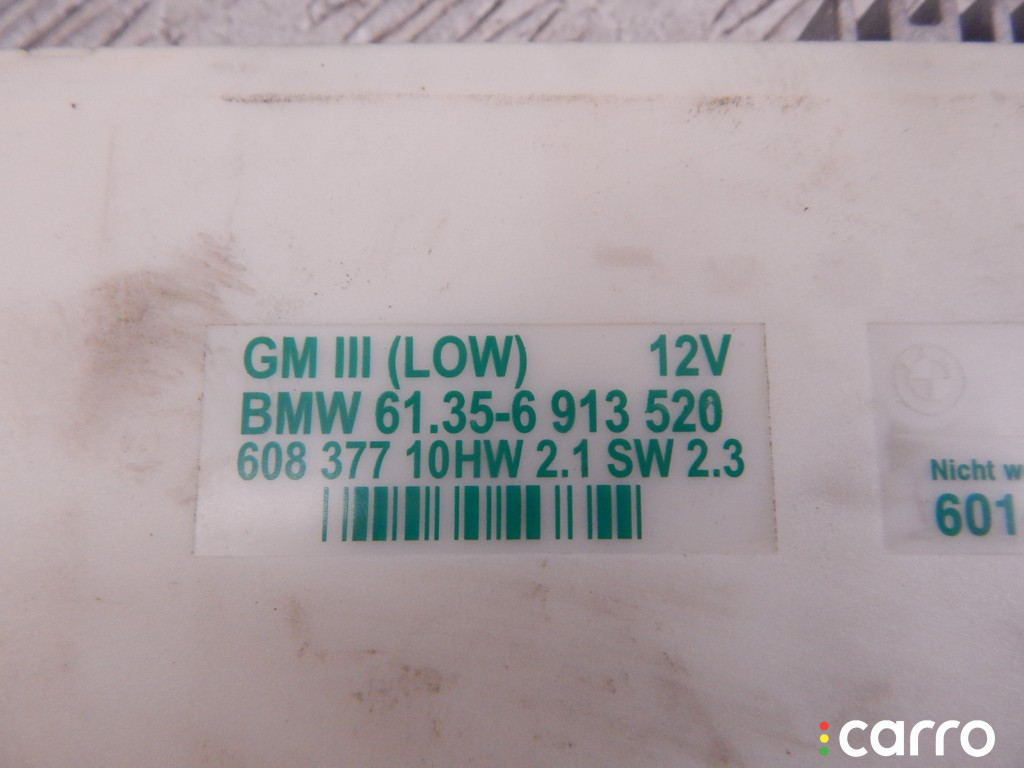 GM III (LOW) 12V
BMW 61.35-6 913 520
608 377 10HW 2.1 SW 2.3
Nicht w
601
carro